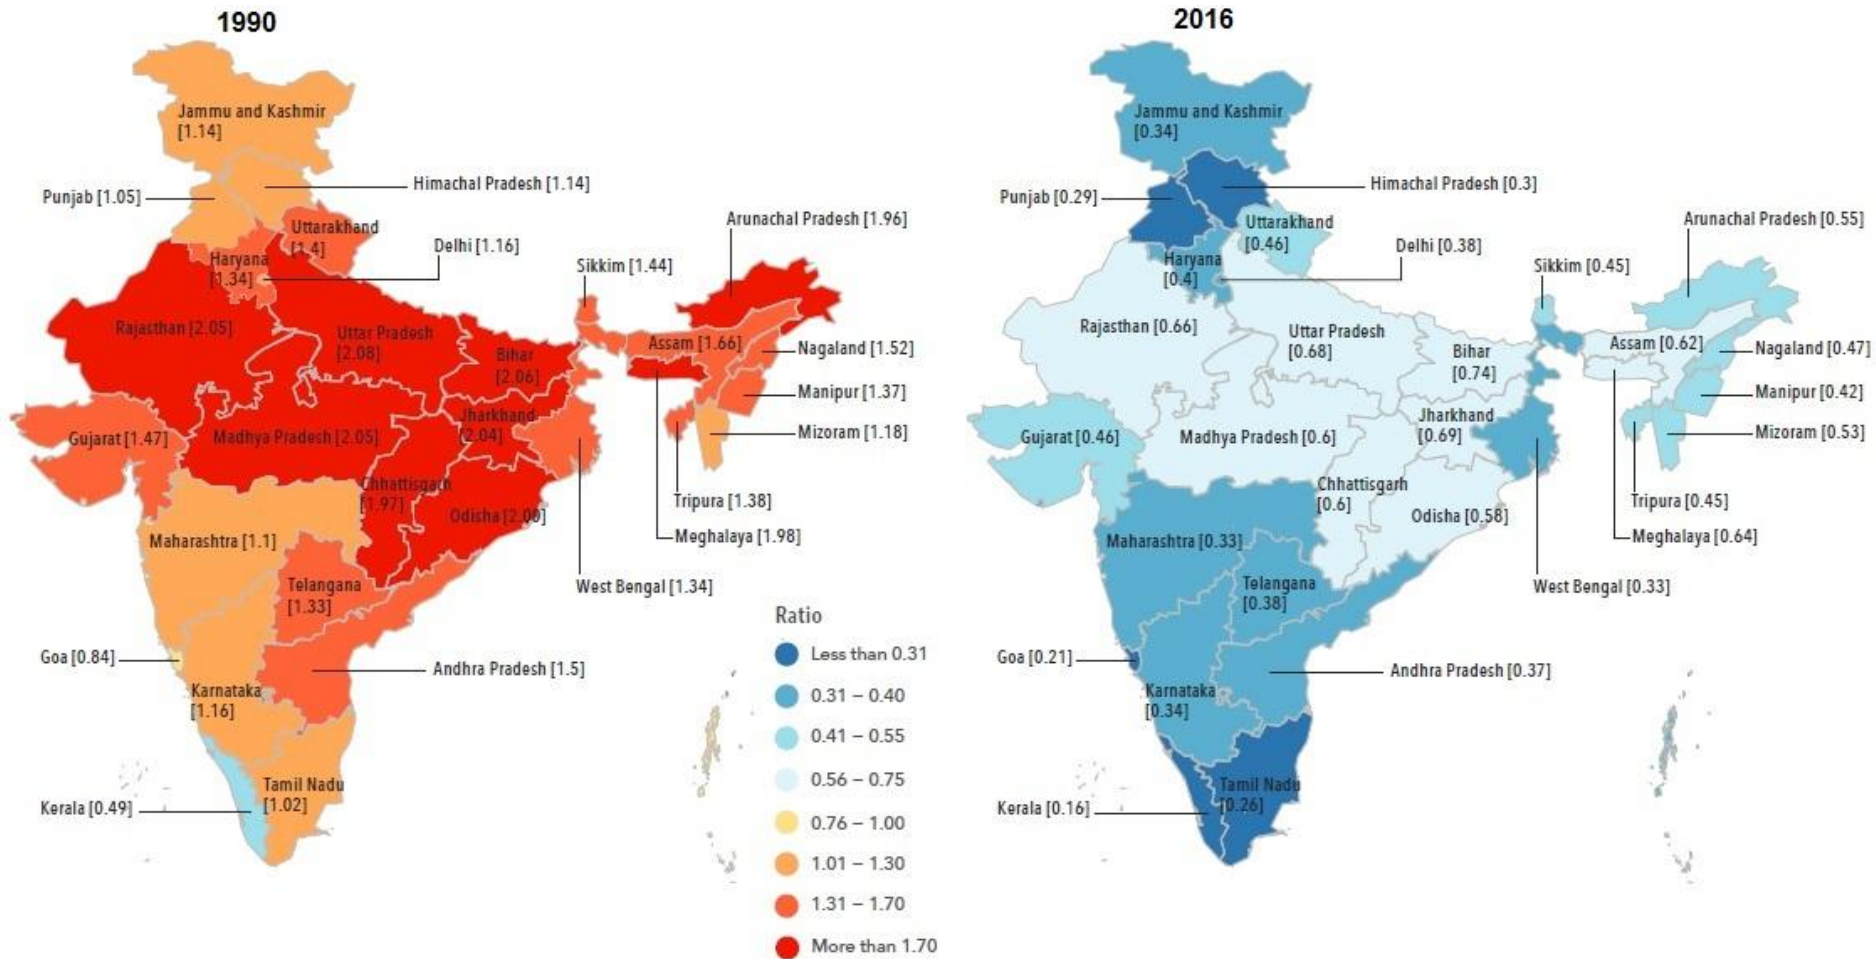 1990
Jammu and Kashmir
[1.14]
Punjab [1.05]
Himachal Pradesh [1.14]
Uttarakhand
[1.4]
Delhi [1.16]
Haryana
[1.34]
Arunachal Pradesh [1.96]
Sikkim [1.44]
Rajasthan [2.05]
Uttar Pradesh
[2.08]
Bihar
[2.06]
Assam [1.66]
Nagaland [1.52]
Manipur [1.37]
Mizoram [1.18]
Gujarat [1.47]
Madhya Pradesh [2.05]
Jharkhand
[2.04]
Chhattisgarh
[1.97]
Odisha [2.00]
Tripura [1.38]
Meghalaya [1.98]
West Bengal [1.34]
Maharashtra [1.1]
Telangana
[1.33]
Goa [0.84]
Andhra Pradesh [1.5]
Karnataka
[1.16]
Tamil Nadu
[1.02]
Kerala [0.49]
Ratio
Less than 0.31
0.31 – 0.40
0.41 – 0.55
0.56 – 0.75
0.76 – 1.00
1.01 – 1.30
1.31 – 1.70
More than 1.70
2016
Jammu and Kashmir
[0.34]
Punjab [0.29]
Himachal Pradesh [0.3]
Uttarakhand
[0.46]
Delhi [0.38]
Haryana
[0.4]
Arunachal Pradesh [0.55]
Sikkim [0.45]
Rajasthan [0.66]
Uttar Pradesh
[0.68]
Bihar
[0.74]
Assam [0.62]
Nagaland [0.47]
Manipur [0.42]
Mizoram [0.53]
Gujarat [0.46]
Madhya Pradesh [0.6]
Jharkhand
[0.69]
Chhattisgarh
[0.6]
Odisha [0.58]
Tripura [0.45]
Meghalaya [0.64]
West Bengal [0.33]
Maharashtra [0.33]
Telangana
[0.38]
Goa [0.21]
Andhra Pradesh [0.37]
Karnataka
[0.34]
Tamil Nadu
[0.26]
Kerala [0.16]